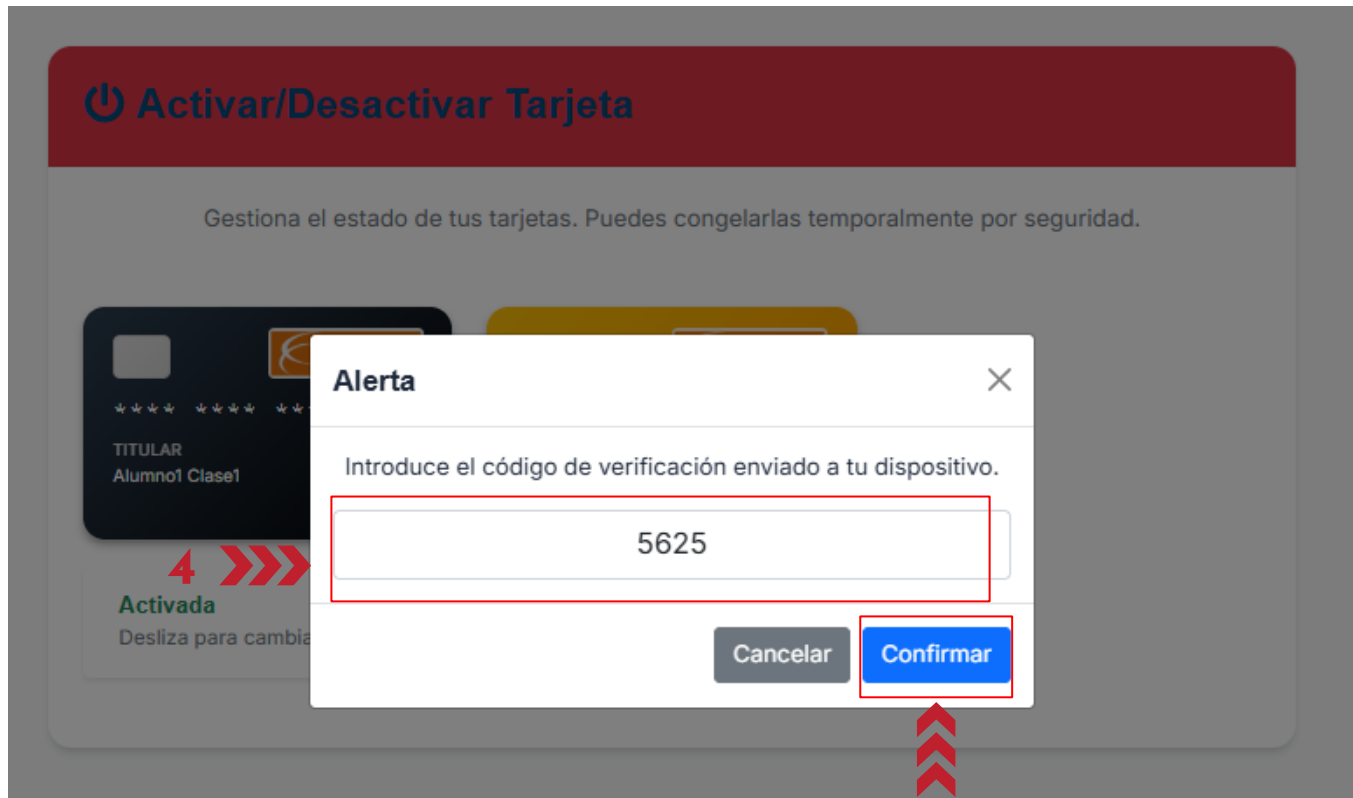 Activar/Desactivar Tarjeta
Gestiona el estado de tus tarjetas. Puedes congelarlas temporalmente por seguridad.
Alerta
**** **** **
TITULAR
Alumno1 Clase1
Introduce el código de verificación enviado a tu dispositivo.
5625
4
Activada
Desliza para cambia
Cancelar
Confirmar